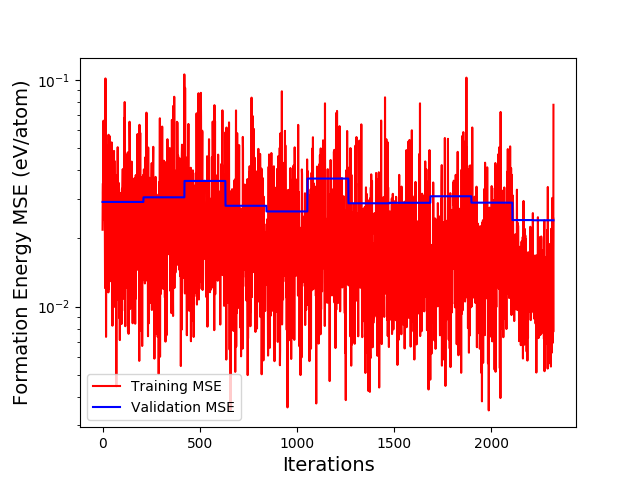 Formation Energy MSE (eV/atom)
10⁻¹
10⁻²
Training MSE
Validation MSE
0 500 1000 1500 2000
Iterations